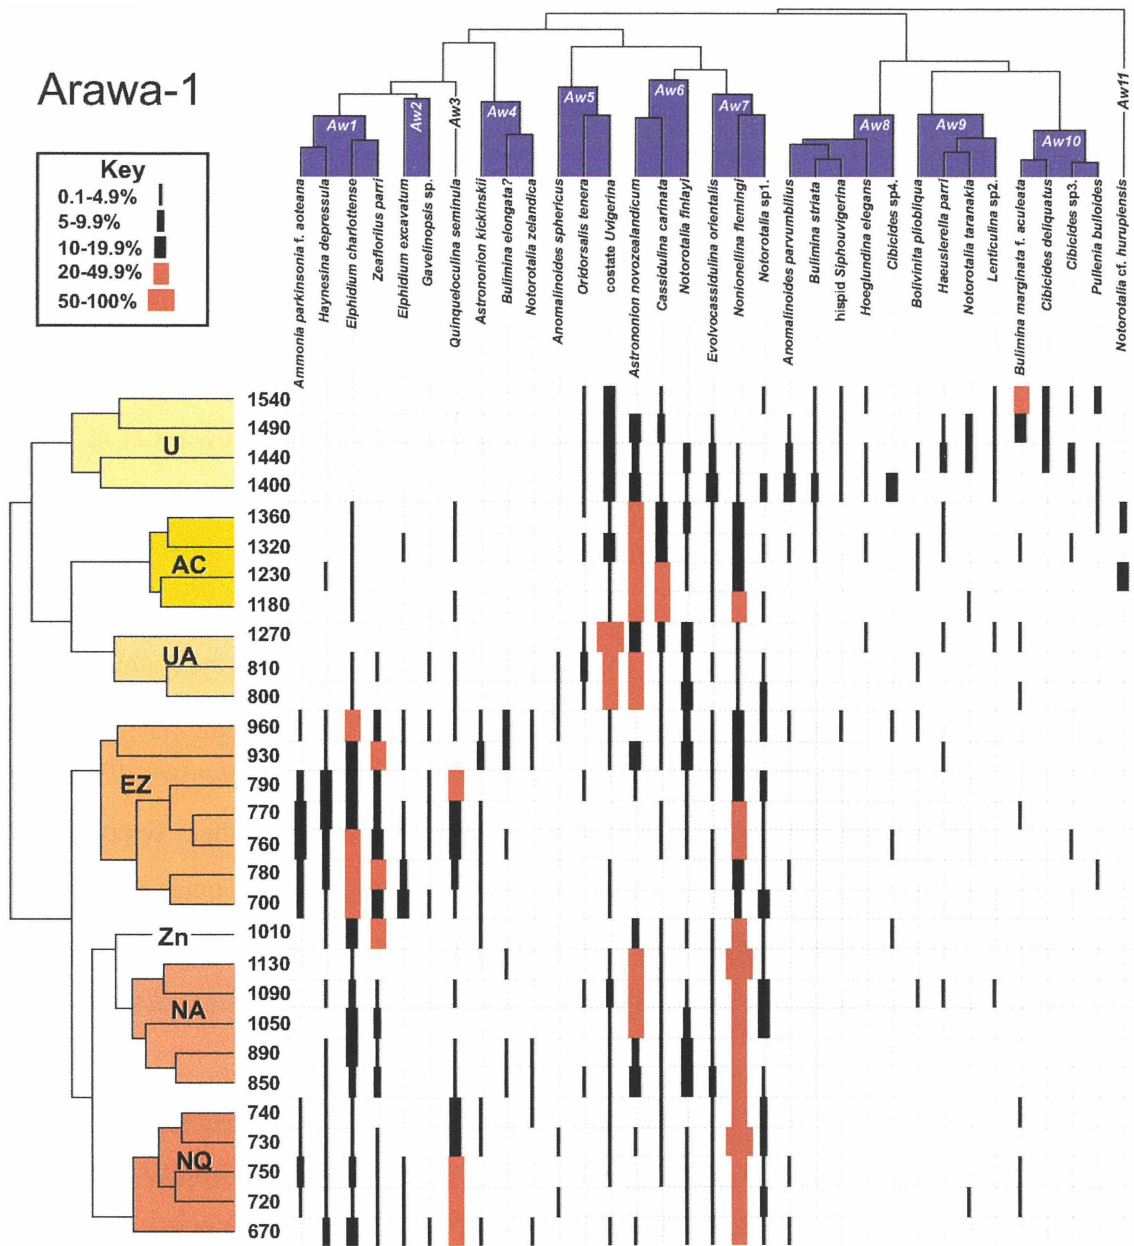 Arawa-1
Key
0.1-4.9%
5-9.9%
10-19.9%
20-49.9%
50-100%
Aw1
Aw2
Aw3
Aw4
Aw5
Aw6
Aw7
Aw8
Aw9
Aw10
Aw11
Ammonia parkinsonia f. aoteana
Haynesina depressula
Elphidium charlottense
Zeaflorilus parri
Elphidium excavatum
Gavelinopsis sp.
Quinqueloculina seminula
Astrononion kickinskii
Bulimina elongata?
Notorotalia zelandica
Anomalinoides sphericus
Oridorsalis tenera
costate Uvigerina
Astrononion novozealandicum
Cassidulina carinata
Notorotalia finlayi
Evolvocassidulina orientalis
Nonionellina flemingi
Notorotalia sp1.
Anomalinoides parvumbilius
Bulimina striata
hispid Siphouvigerina
Hoeglundina elegans
Cibicides sp4.
Bolivinita pliobliqua
Haeuslerella parri
Notorotalia taranakia
Lenticulina sp2.
Bulimina marginata f. aculeata
Cibicides deliquatus
Cibicides sp3.
Pullenia bulloides
Notorotalia cf. hurupiensis
U
1540
1490
1440
1400
AC
1360
1320
1230
1180
UA
1270
810
800
EZ
960
930
790
770
760
780
700
Zn
1010
NA
1130
1090
1050
890
850
NQ
740
730
750
720
670